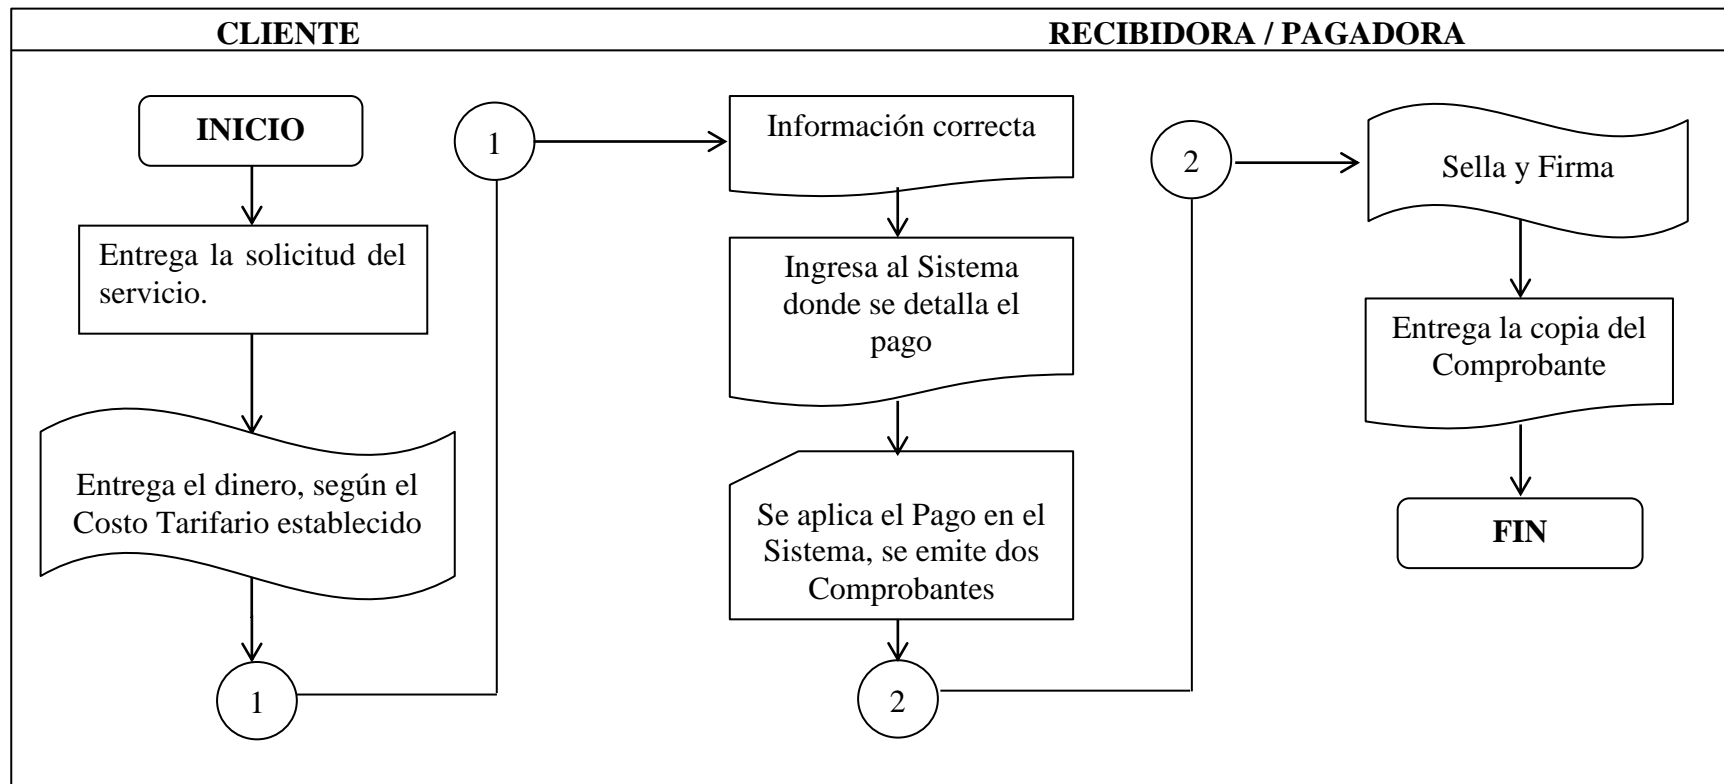 CLIENTE
RECIBIDORA / PAGADORA
INICIO
Entrega la solicitud del
servicio.
Entrega el dinero, según el
Costo Tarifario establecido
1
1
Información correcta
Ingresa al Sistema
donde se detalla el
pago
Se aplica el Pago en el
Sistema, se emite dos
Comprobantes
2
2
Sella y Firma
Entrega la copia del
Comprobante
FIN